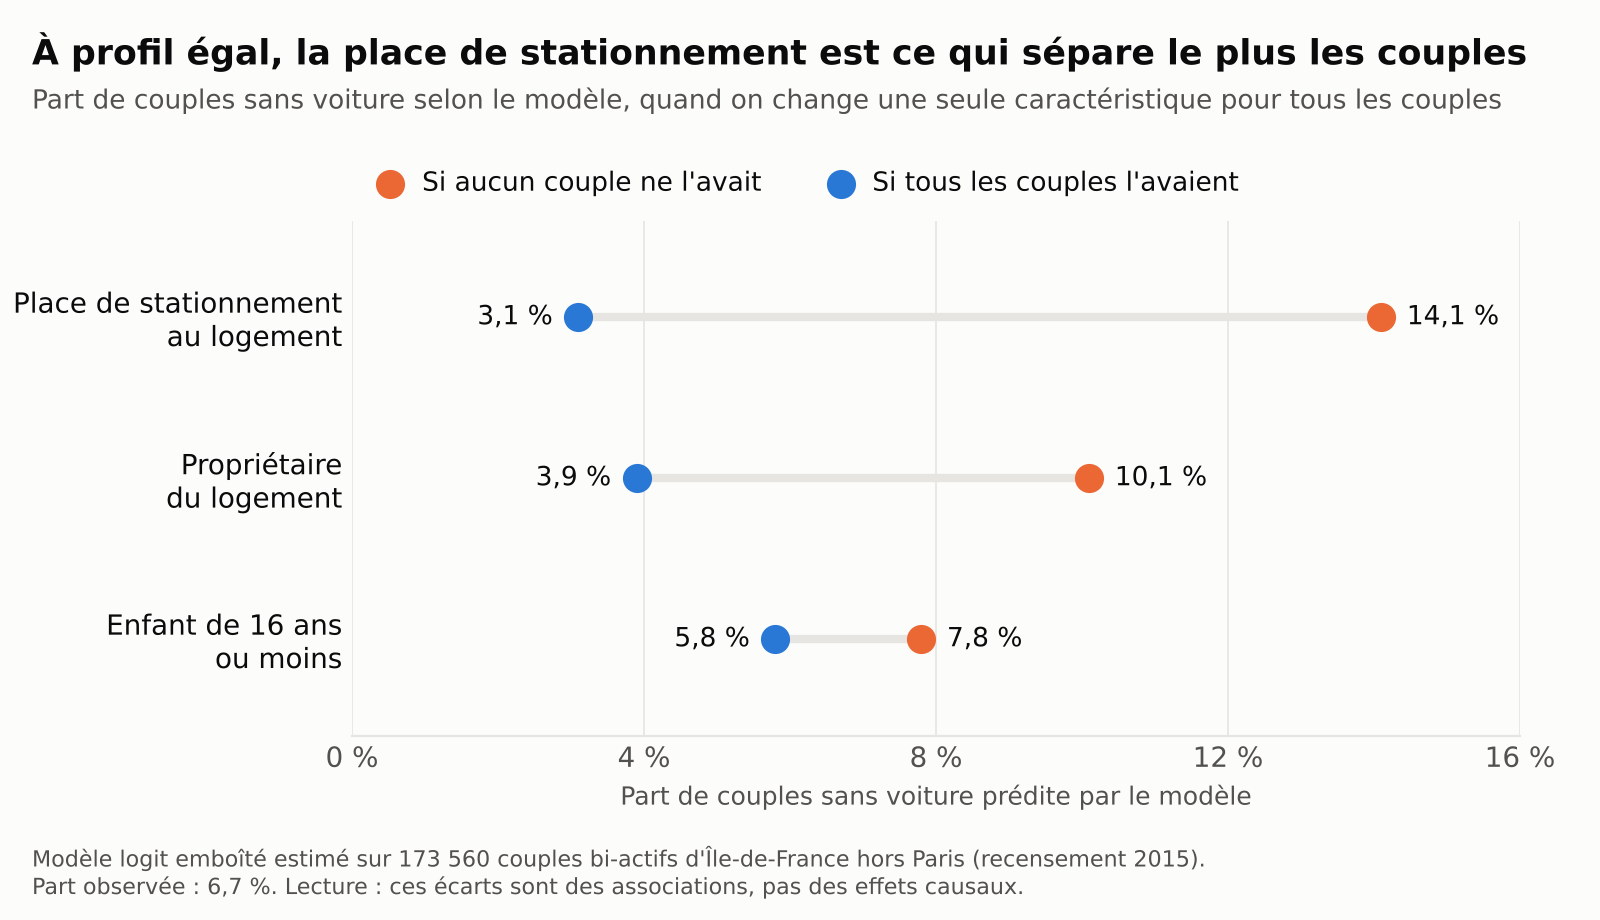 À profil égal, la place de stationnement est ce qui sépare le plus les couples
Part de couples sans voiture selon le modèle, quand on change une seule caractéristique pour tous les couples
Si aucun couple ne l'avait
Si tous les couples l'avaient
Place de stationnement
au logement
3,1 %
14,1 %
Propriétaire
du logement
3,9 %
10,1 %
Enfant de 16 ans
ou moins
5,8 %
7,8 %
0 %
4 %
8 %
12 %
16 %
Part de couples sans voiture prédite par le modèle
Modèle logit emboîté estimé sur 173 560 couples bi-actifs d'Île-de-France hors Paris (recensement 2015).
Part observée : 6,7 %. Lecture : ces écarts sont des associations, pas des effets causaux.